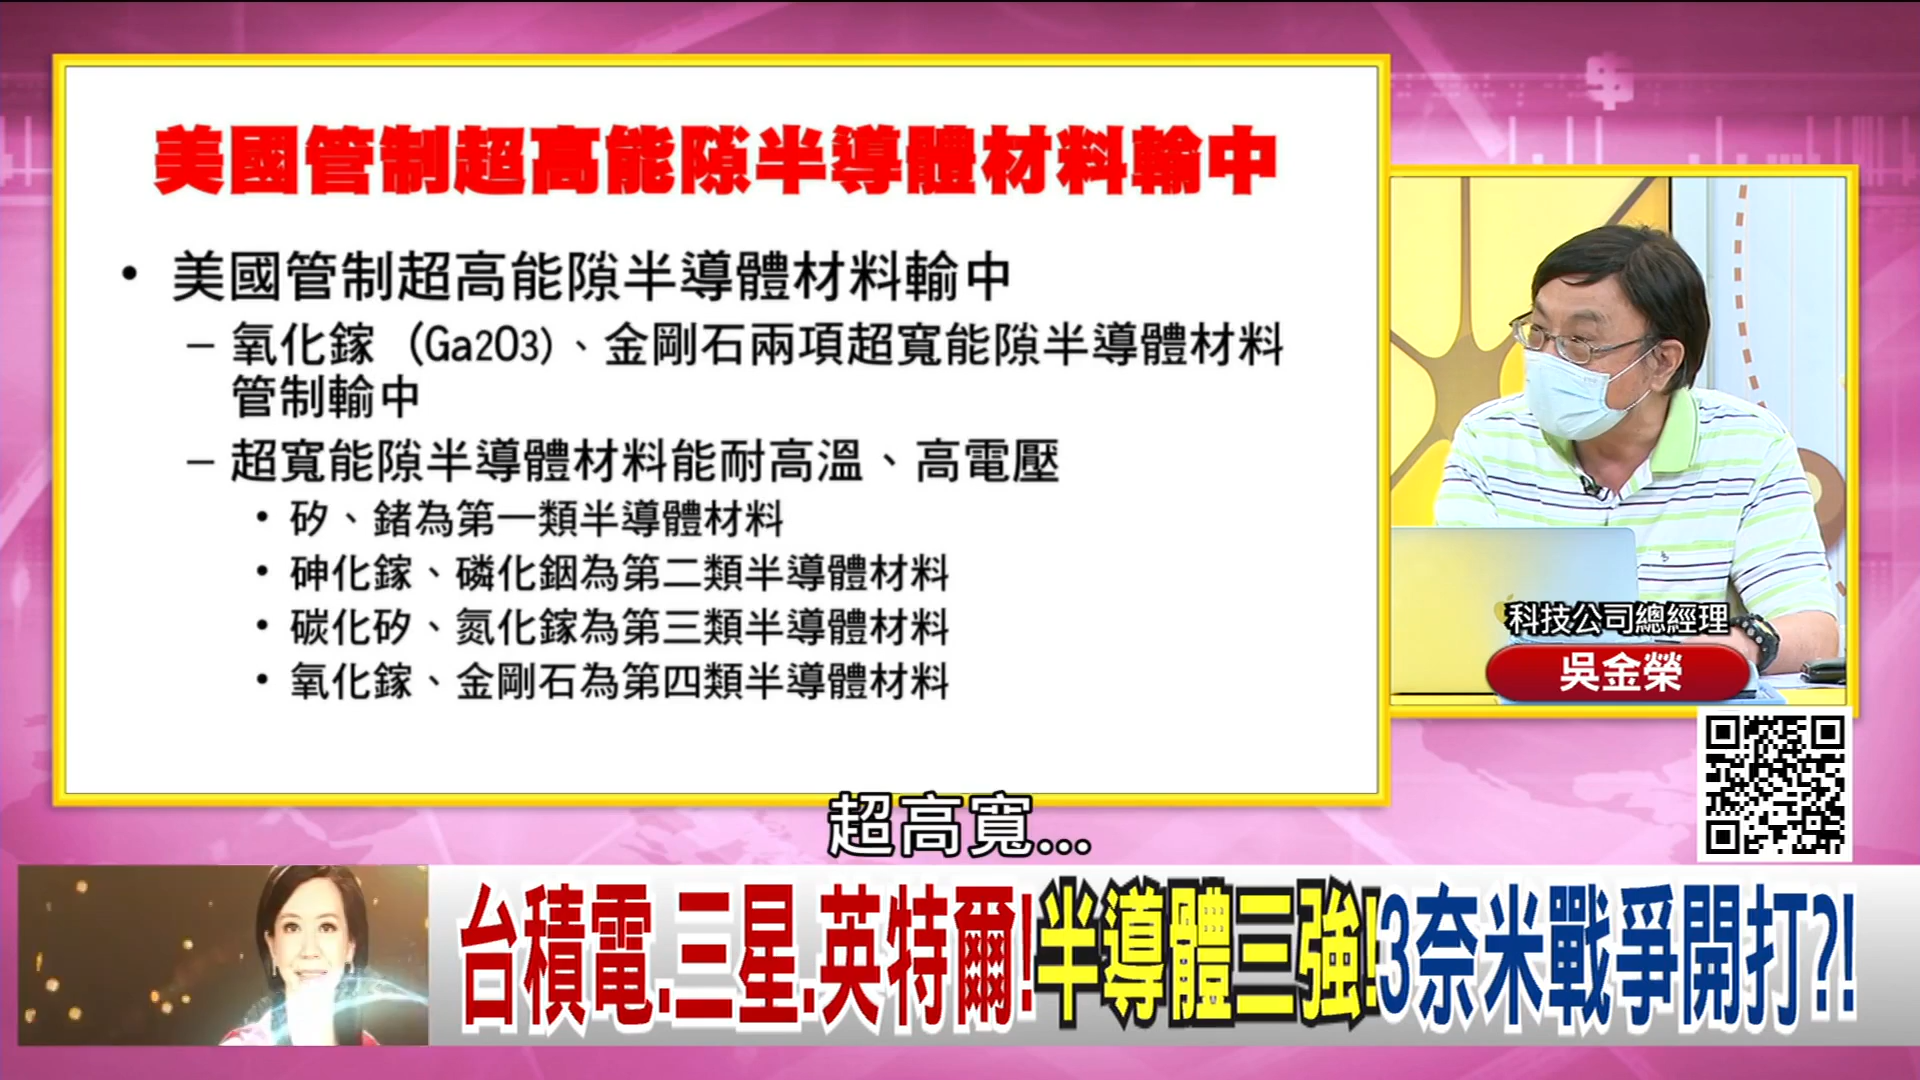 美國管制超高能隙半導體材料輸中
• 美國管制超高能隙半導體材料輸中
– 氧化鎵（Ga2O3）、金剛石兩項超寬能隙半導體材料
管制輸中
– 超寬能隙半導體材料能耐高溫、高電壓
• 矽、鍺為第一類半導體材料
• 砷化鎵、磷化銦為第二類半導體材料
• 碳化矽、氮化鎵為第三類半導體材料
• 氧化鎵、金剛石為第四類半導體材料
科技公司總經理
吳金榮
超高寬...
台積電.三星.英特爾!半導體三強!3奈米戰爭開打?!